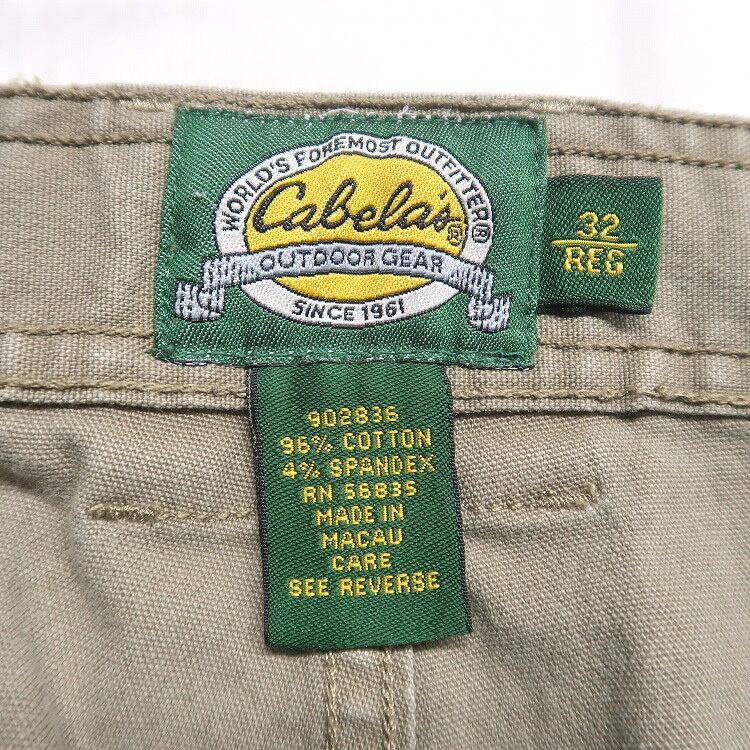 WORLD'S FOREMOST OUTFITTER®
Cabela's®
OUTDOOR GEAR
SINCE 1961
32
REG
902836
96% COTTON
4% SPANDEX
RN 56835
MADE IN
MACAU
CARE
SEE REVERSE